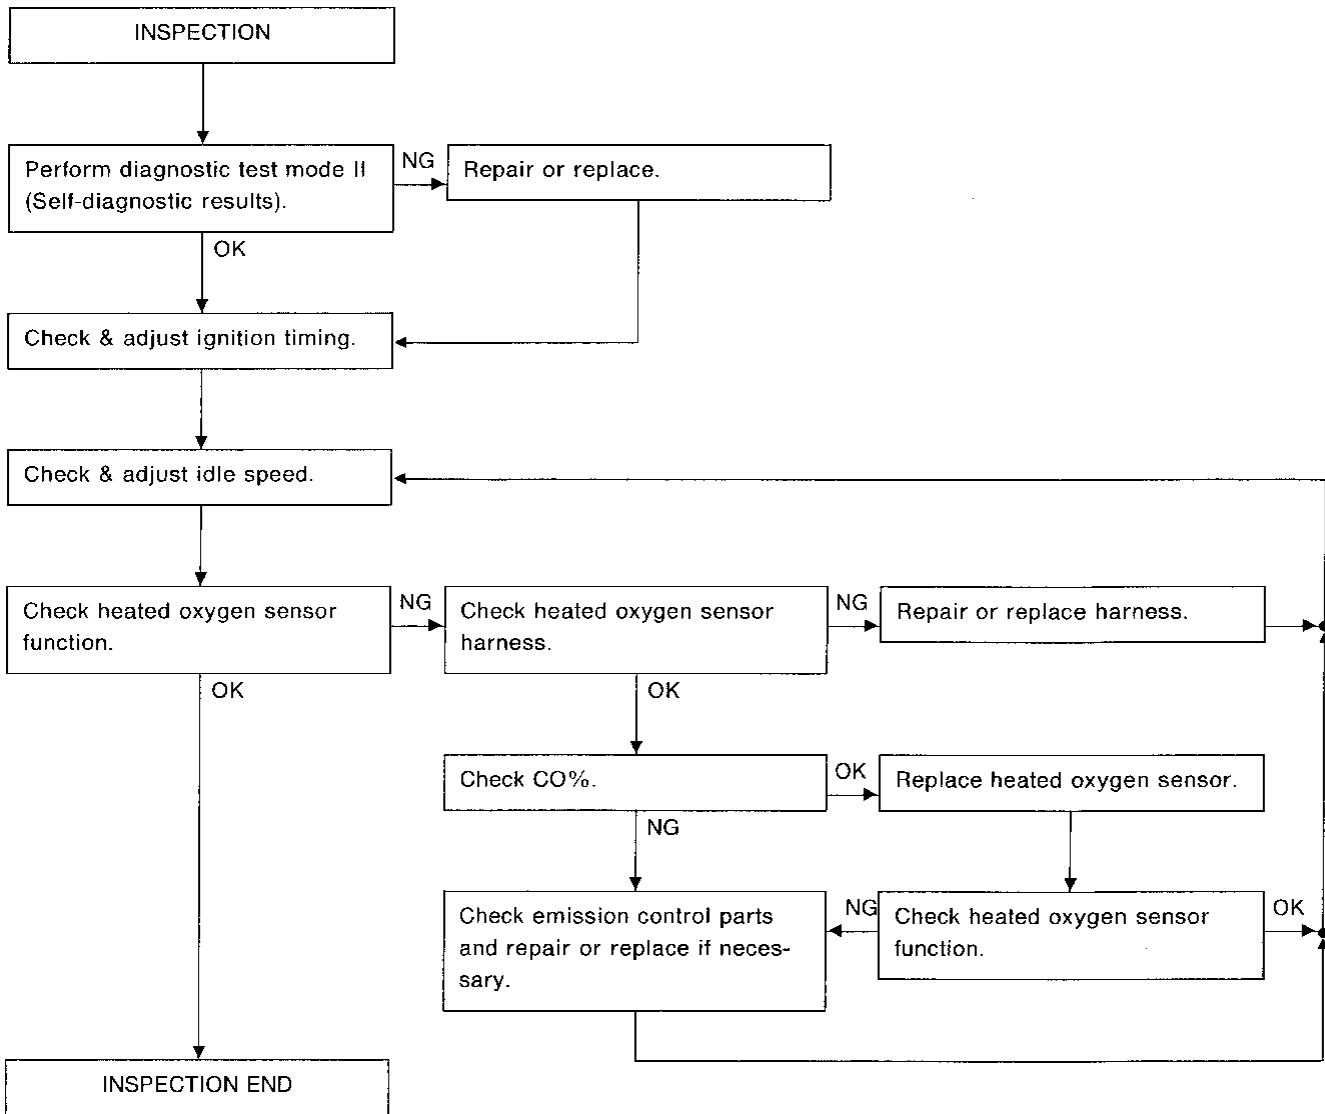 INSPECTION
Perform diagnostic test mode II
(Self-diagnostic results).
NG
Repair or replace.
OK
Check & adjust ignition timing.
Check & adjust idle speed.
Check heated oxygen sensor
function.
NG
Check heated oxygen sensor
harness.
NG
Repair or replace harness.
OK
OK
Check CO%.
OK
Replace heated oxygen sensor.
NG
Check emission control parts
and repair or replace if neces-
sary.
NG
Check heated oxygen sensor
function.
OK
INSPECTION END